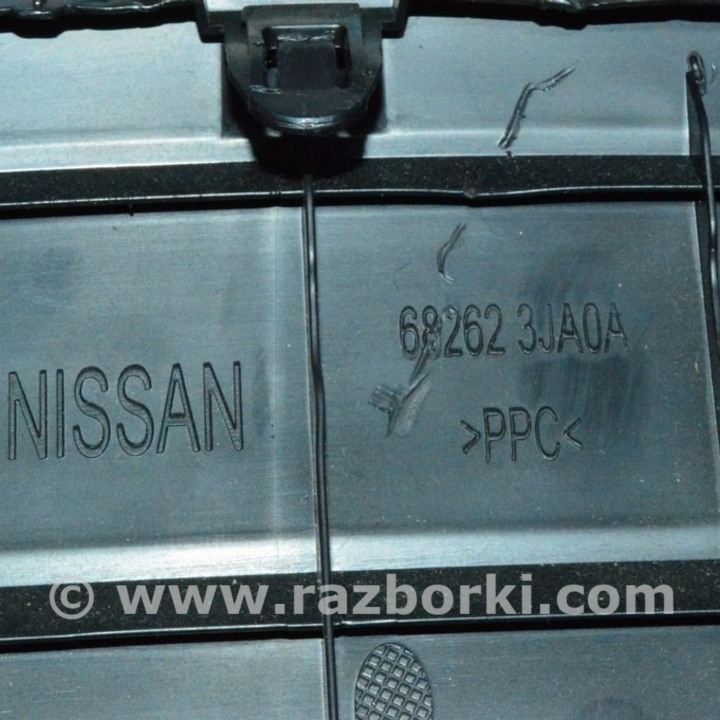 68262 3JA0A
NISSAN
>PPC<
© www.razborki.com